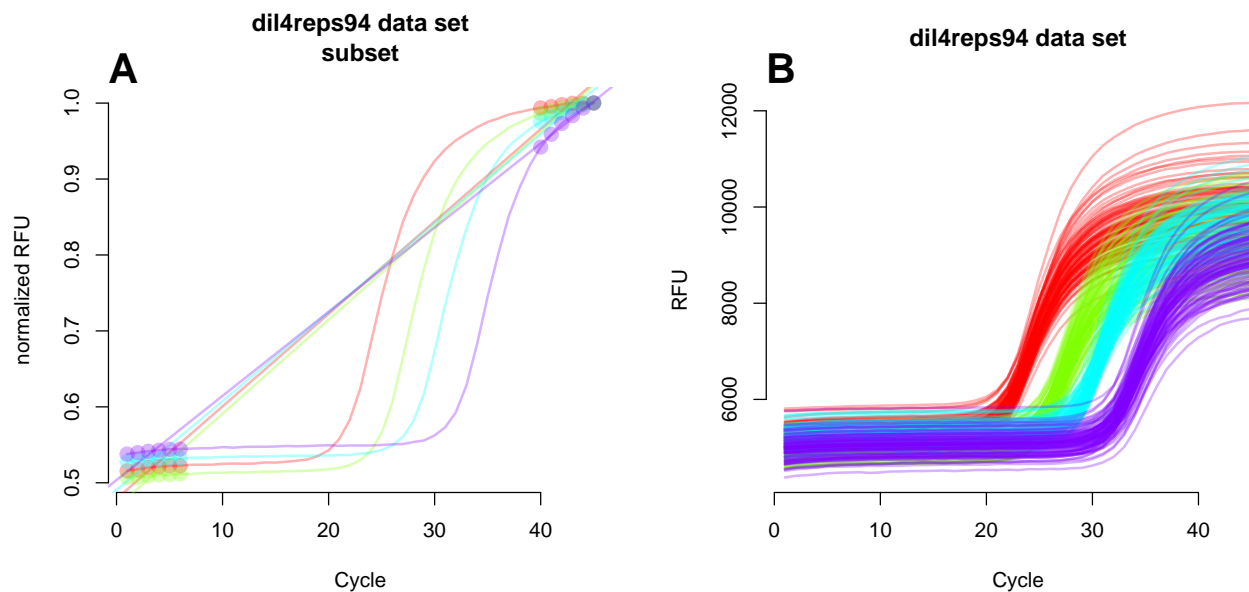 dil4reps94 data set
subset
A
normalized RFU
1.0
0.9
0.8
0.7
0.6
0.5
0 10 20 30 40
Cycle
dil4reps94 data set
B
RFU
12000
10000
8000
6000
0 10 20 30 40
Cycle